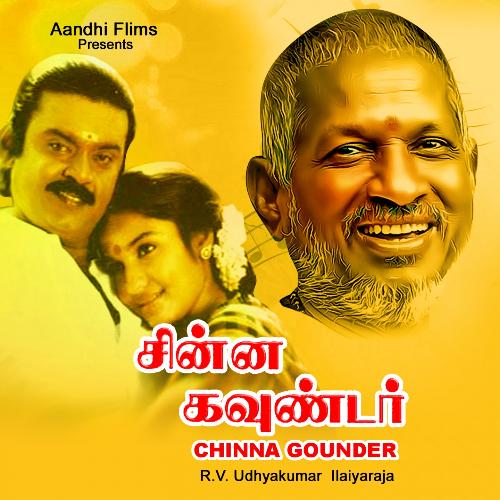 Aandhi Flims
Presents
சின்ன
கவுண்டர்
CHINNA GOUNDER
R.V. Udhyakumar Ilaiyaraja